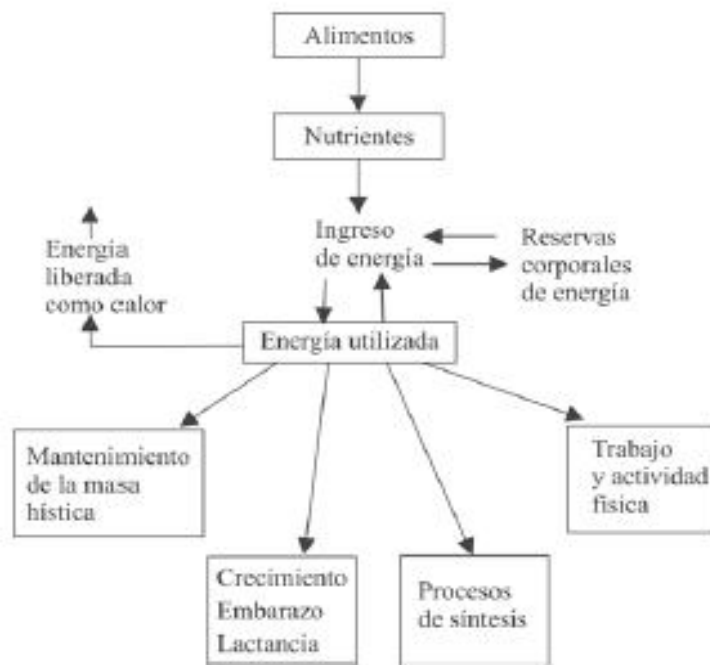 Alimentos
Nutrientes
Ingreso
de energía
Reservas
corporales
de energía
Energía
liberada
como calor
Energía utilizada
Mantenimiento
de la masa
hística
Trabajo
y actividad
física
Crecimiento
Embarazo
Lactancia
Procesos
de síntesis